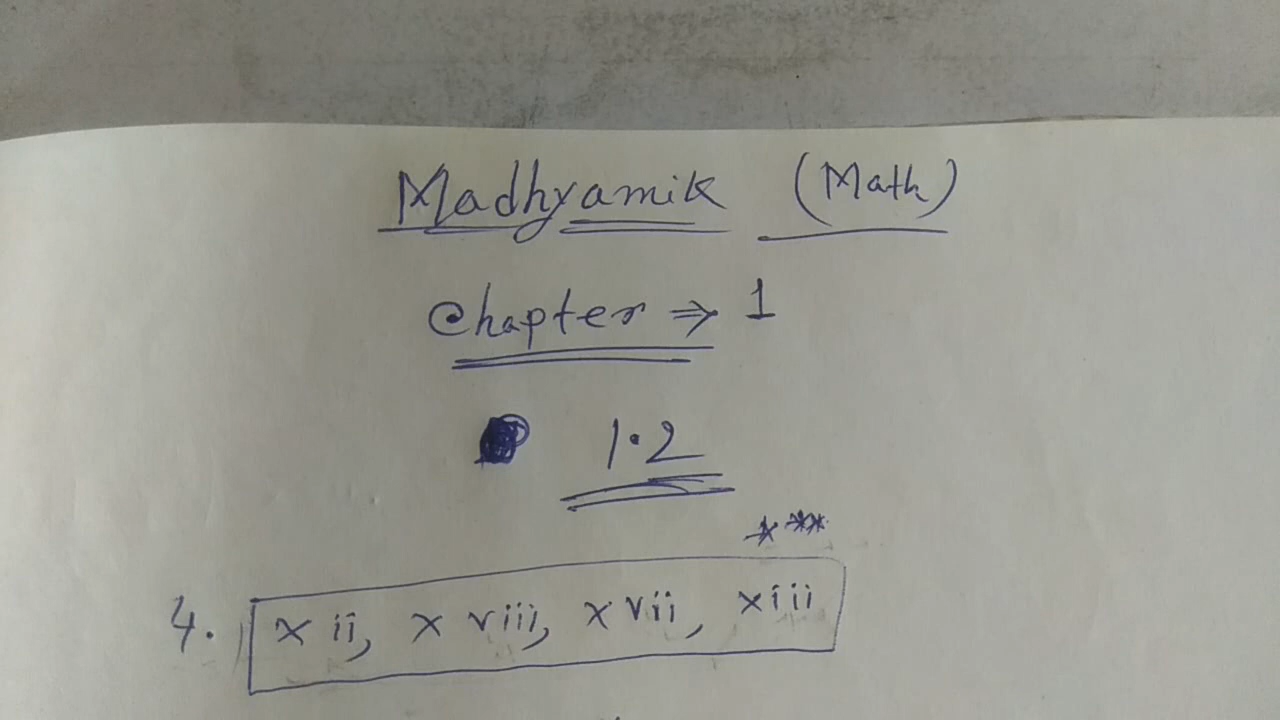 Madhyamik (Math)
Chapter ⇒ 1
1.2
***
4. xii, xviii, xvii, xiii